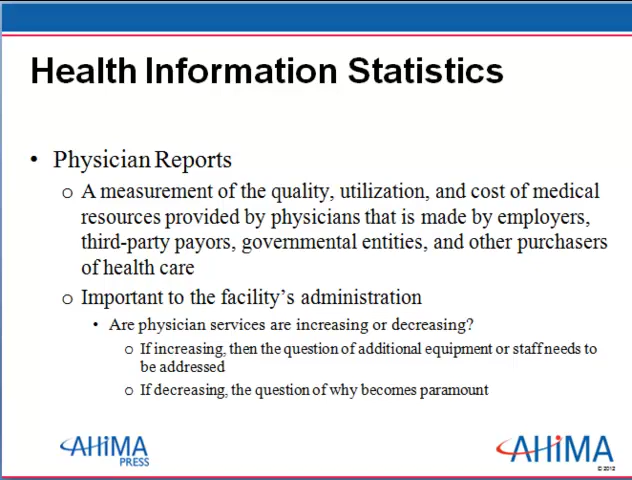 Health Information Statistics
• Physician Reports
o A measurement of the quality, utilization, and cost of medical
resources provided by physicians that is made by employers,
third-party payors, governmental entities, and other purchasers
of health care
o Important to the facility's administration
• Are physician services are increasing or decreasing?
o If increasing, then the question of additional equipment or staff needs to
be addressed
o If decreasing, the question of why becomes paramount
AHiMA
PRESS
AHiMA
© 2012